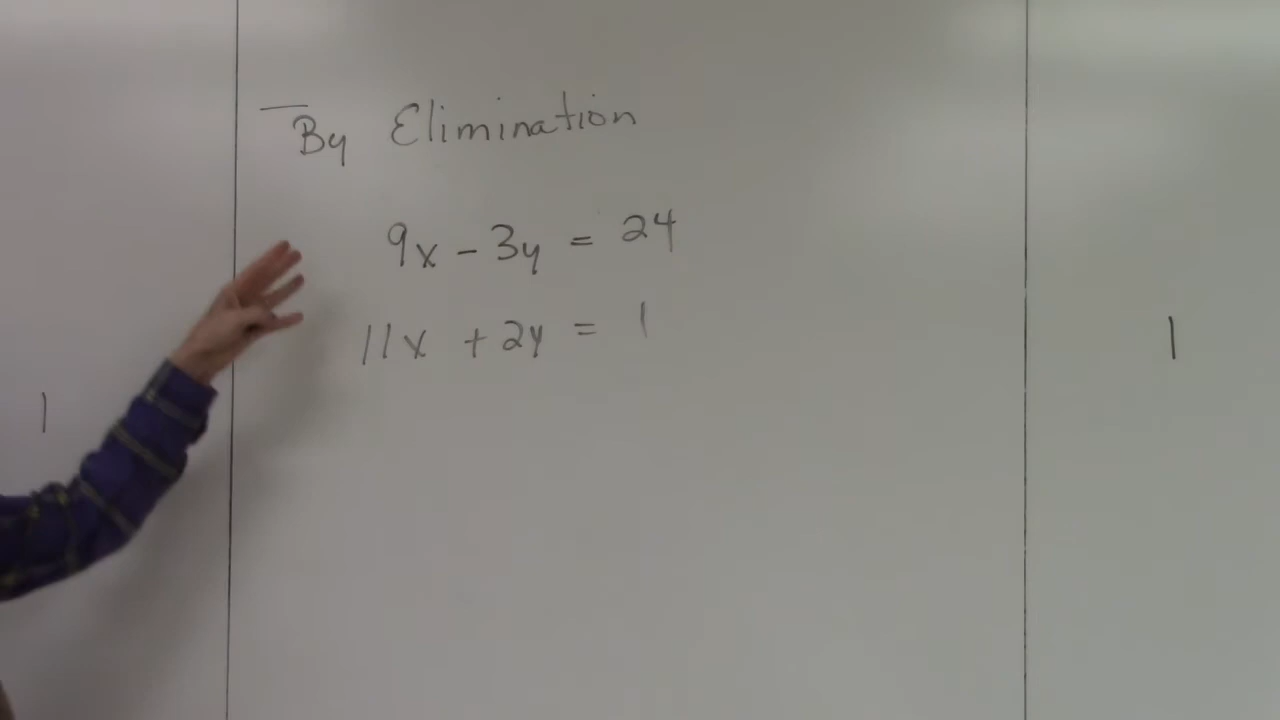 By Elimination
9x - 3y = 24
11x + 2y = 1